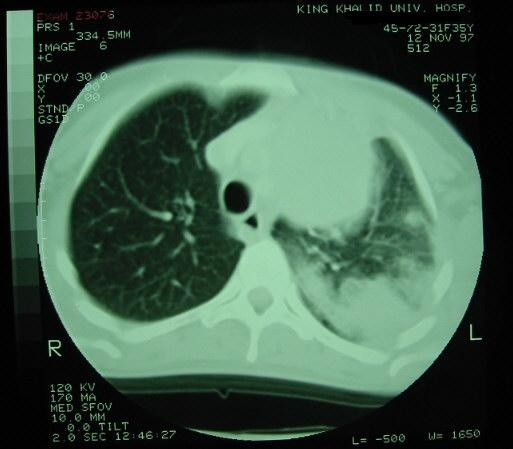 EXAM 23076
PRS 1
334.5MM
IMAGE 6
+C
DFOV 30.0
X .00
Y .00
STND/P
GS1D
KING KHALID UNIV. HOSP.
45-72-31F35Y
12 NOV 97
512
MAGNIFY
F 1.3
X -1.1
Y -2.6
R
L
120 KV
170 MA
MED SFOV
10.0 MM
.0.0 TILT
2.0 SEC 12:46:27
L= -500 W= 1650